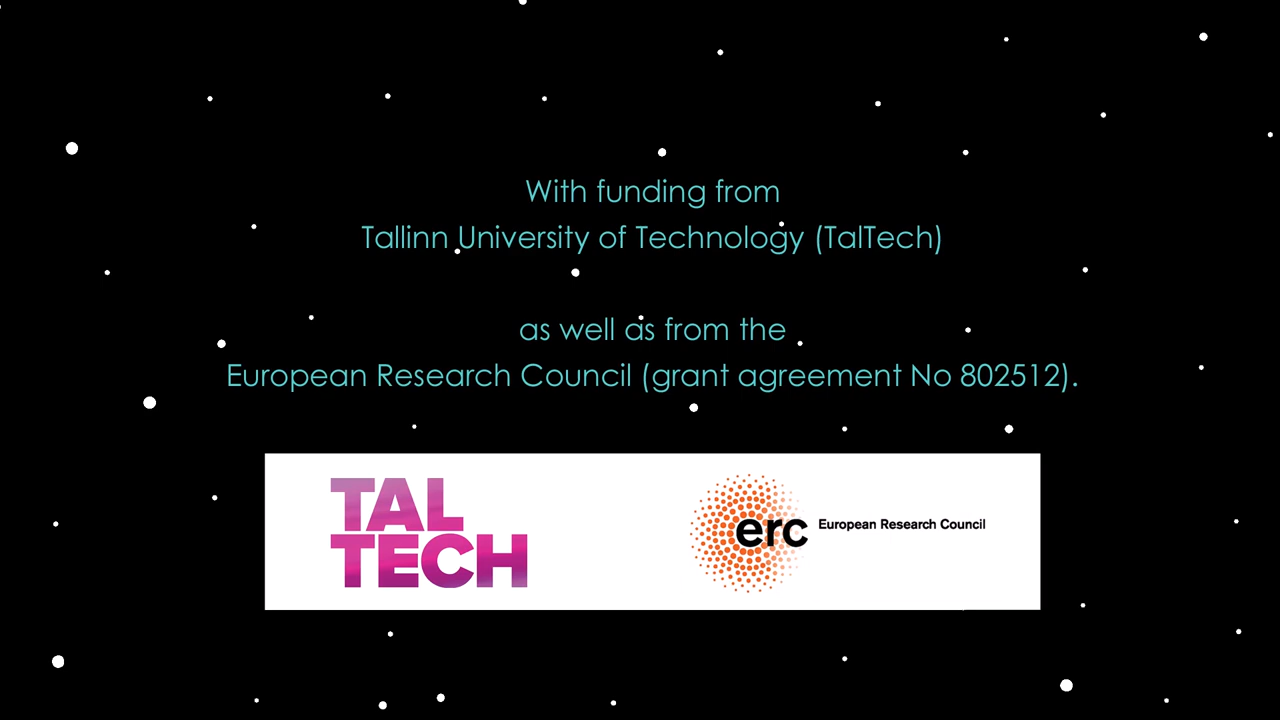 With funding from
Tallinn University of Technology (TalTech)
as well as from the
European Research Council (grant agreement No 802512).
TAL
TECH
erc European Research Council